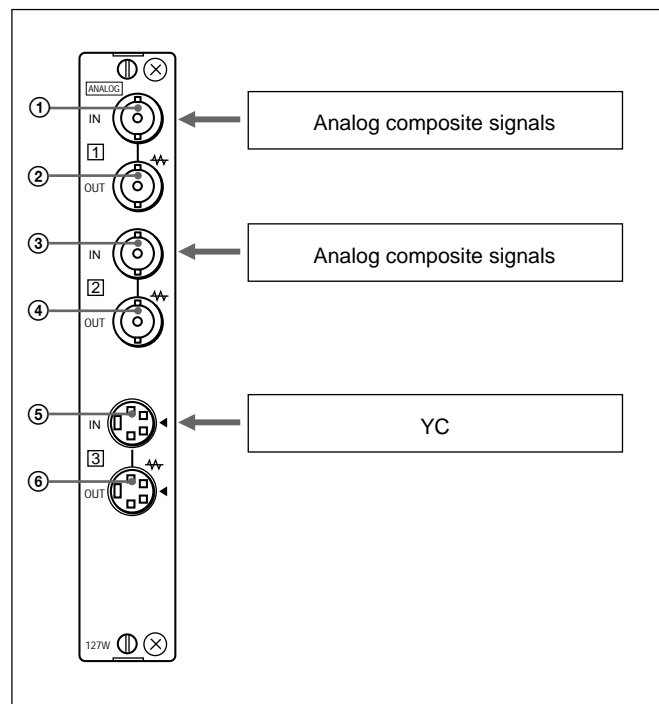 ANALOG
① IN Analog composite signals
1
② OUT
③ IN Analog composite signals
2
④ OUT
⑤ IN YC
3
⑥ OUT
127W